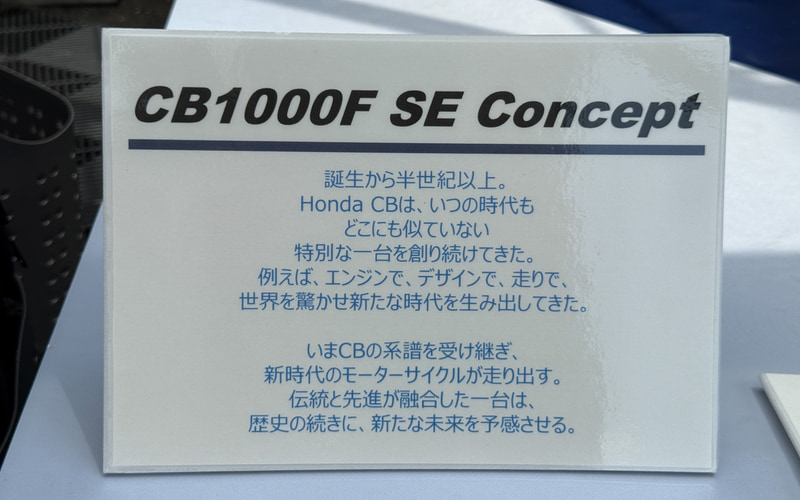 CB1000F SE Concept
誕生から半世紀以上。
Honda CBは、いつの時代も
どこにも似ていない
特別な一台を創り続けてきた。
例えば、エンジンで、デザインで、走りで、
世界を驚かせ新たな時代を生み出してきた。
いまCBの系譜を受け継ぎ、
新時代のモーターサイクルが走り出す。
伝統と先進が融合した一台は、
歴史の続きに、新たな未来を予感させる。